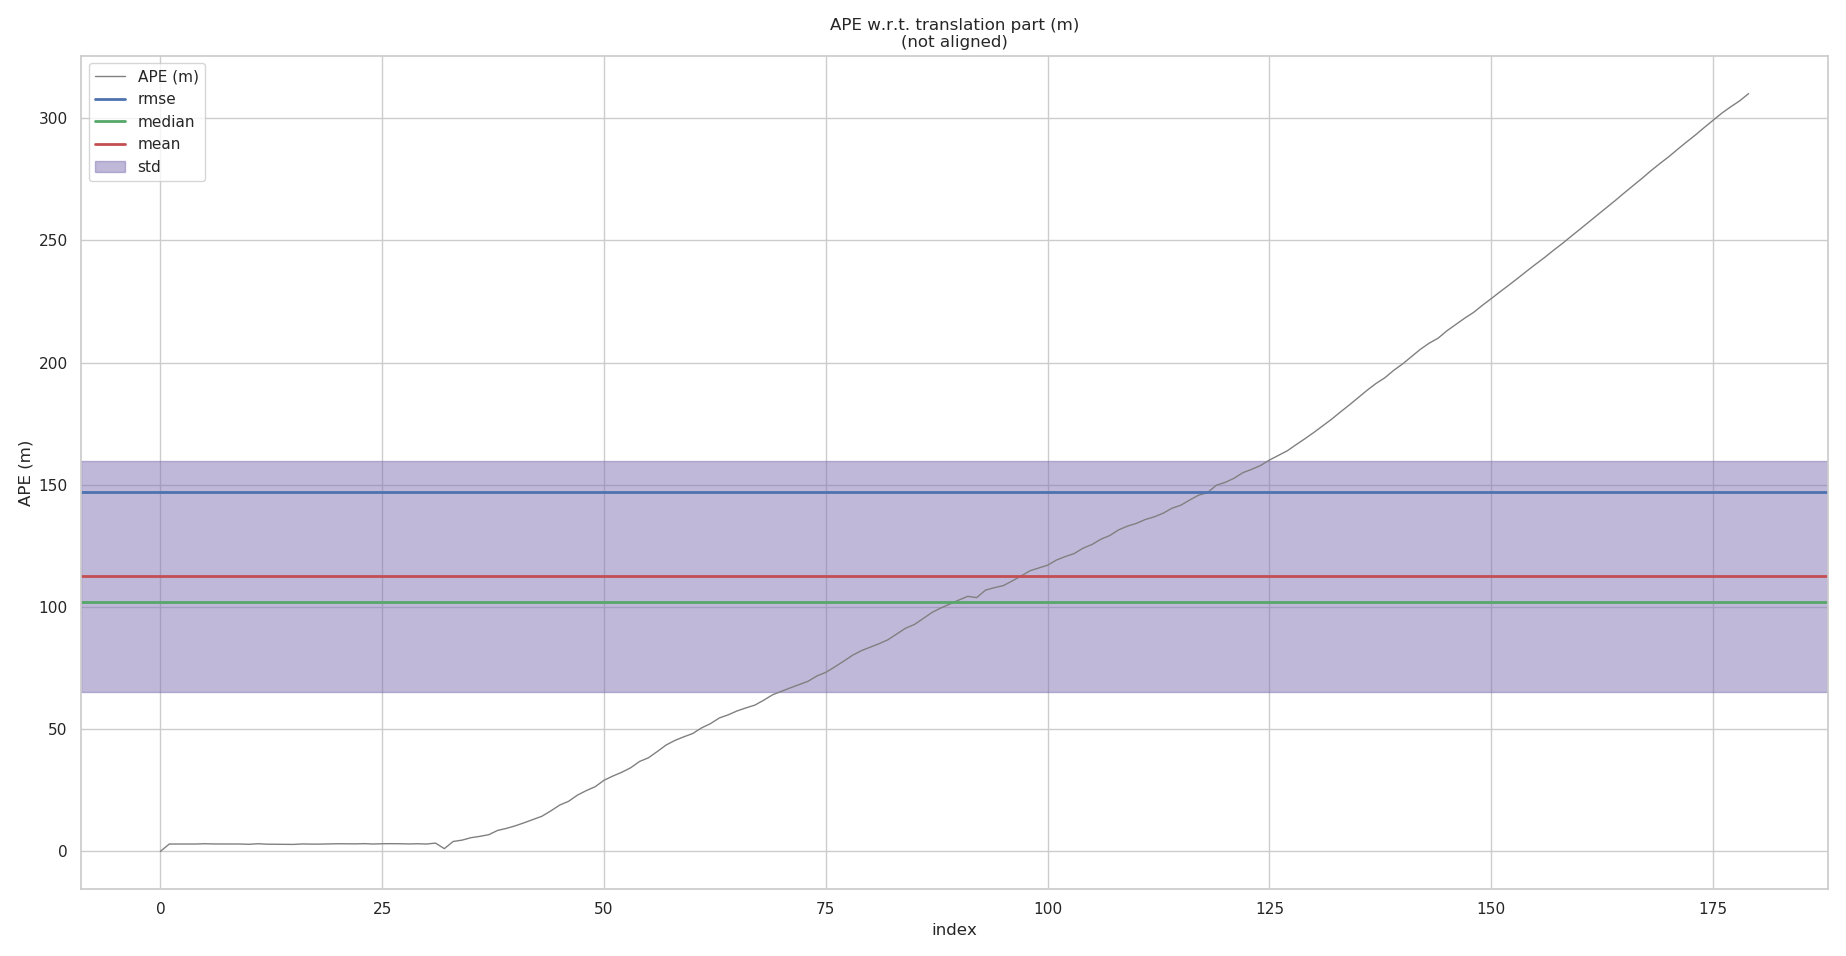 APE w.r.t. translation part (m)
(not aligned)
APE (m)
rmse
median
mean
std
APE (m)
300
250
200
150
100
50
0
0
25
50
75
100
125
150
175
index